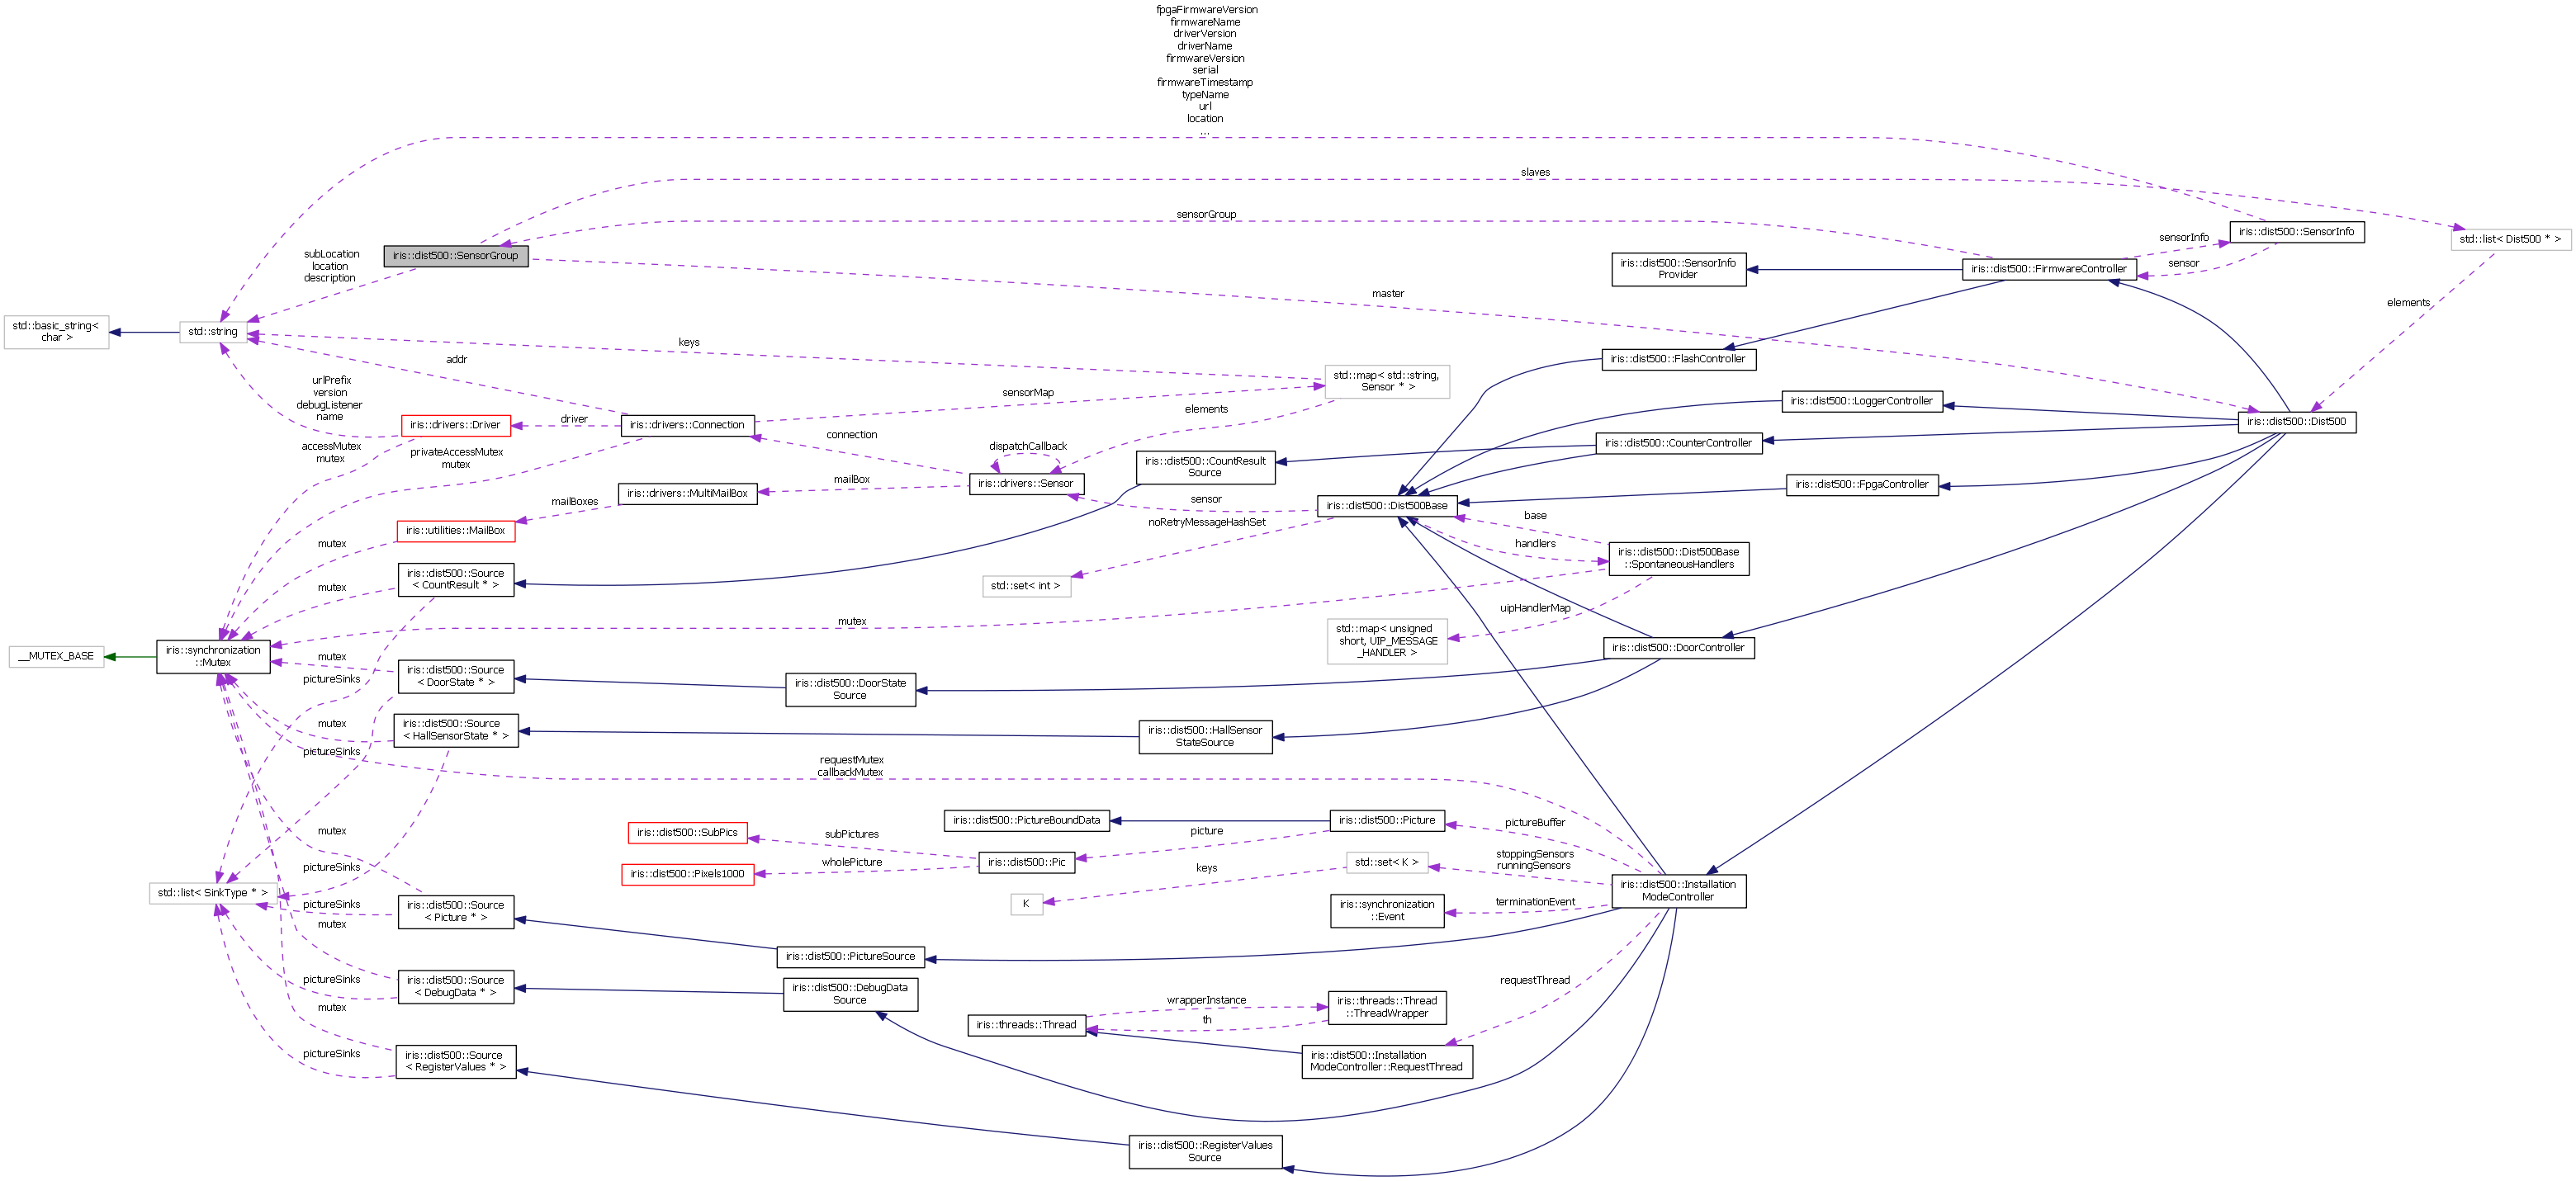 fpgaFirmwareVersion
firmwareName
driverVersion
driverName
firmwareVersion
serial
firmwareTimestamp
typeName
url
location
...
slaves
sensorGroup
sensorInfo
iris::dist500::SensorInfo
std::list< Dist500 * >
subLocation
location
description
iris::dist500::SensorGroup
iris::dist500::SensorInfo
Provider
iris::dist500::FirmwareController
sensor
master
elements
std::basic_string<
char >
std::string
keys
addr
iris::dist500::FlashController
std::map< std::string,
Sensor * >
urlPrefix
version
debugListener
name
sensorMap
iris::drivers::Driver
driver
iris::drivers::Connection
elements
iris::dist500::LoggerController
iris::dist500::Dist500
connection
accessMutex
mutex
privateAccessMutex
mutex
dispatchCallback
iris::drivers::Sensor
iris::dist500::CountResult
Source
iris::dist500::CounterController
mailBox
iris::drivers::MultiMailBox
mailBoxes
iris::dist500::FpgaController
sensor
iris::dist500::Dist500Base
noRetryMessageHashSet
base
handlers
iris::utilities::MailBox
mutex
iris::dist500::Dist500Base
::SpontaneousHandlers
iris::dist500::Source
< CountResult * >
mutex
std::set< int >
uipHandlerMap
mutex
std::map< unsigned
short, UIP_MESSAGE
_HANDLER >
__MUTEX_BASE
iris::synchronization
::Mutex
mutex
pictureSinks
iris::dist500::Source
< DoorState * >
iris::dist500::DoorState
Source
iris::dist500::DoorController
mutex
pictureSinks
iris::dist500::Source
< HallSensorState * >
iris::dist500::HallSensor
StateSource
requestMutex
callbackMutex
mutex
iris::dist500::SubPics
subPictures
iris::dist500::PictureBoundData
picture
iris::dist500::Picture
pictureBuffer
pictureSinks
iris::dist500::Pixels1000
wholePicture
iris::dist500::Pic
std::set< K >
stoppingSensors
runningSensors
keys
K
std::list< SinkType * >
pictureSinks
iris::dist500::Source
< Picture * >
iris::synchronization
::Event
terminationEvent
iris::dist500::Installation
ModeController
mutex
iris::dist500::PictureSource
pictureSinks
iris::dist500::Source
< DebugData * >
iris::dist500::DebugData
Source
requestThread
mutex
wrapperInstance
iris::threads::Thread
th
iris::threads::Thread
::ThreadWrapper
pictureSinks
iris::dist500::Source
< RegisterValues * >
iris::dist500::Installation
ModeController::RequestThread
iris::dist500::RegisterValues
Source